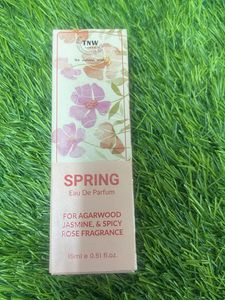 TNW
SPRING
Eau De Parfum
FOR AGARWOOD
JASMINE, & SPICY
ROSE FRAGRANCE
15ml e 0.51 fl.oz.